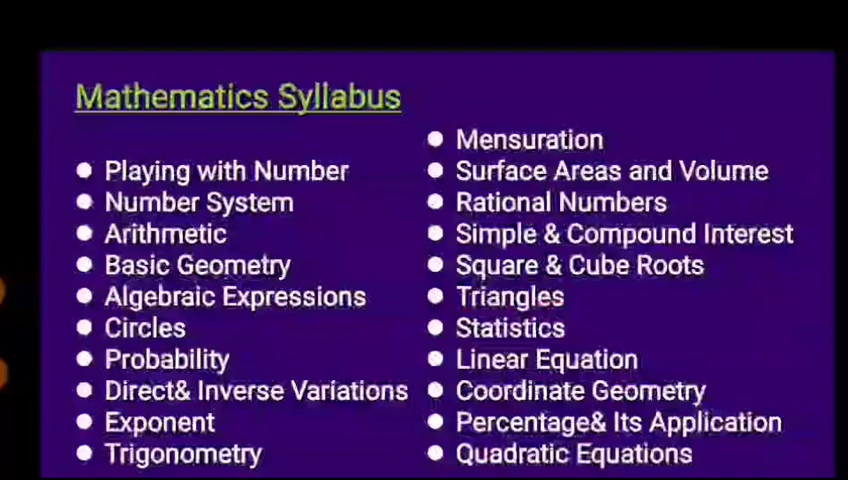 Mathematics Syllabus
● Playing with Number
● Number System
● Arithmetic
● Basic Geometry
● Algebraic Expressions
● Circles
● Probability
● Direct& Inverse Variations
● Exponent
● Trigonometry
● Mensuration
● Surface Areas and Volume
● Rational Numbers
● Simple & Compound Interest
● Square & Cube Roots
● Triangles
● Statistics
● Linear Equation
● Coordinate Geometry
● Percentage& Its Application
● Quadratic Equations